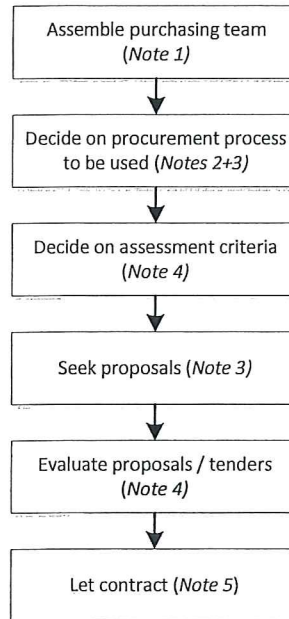 Assemble purchasing team
(Note 1)
Decide on procurement process
to be used (Notes 2+3)
Decide on assessment criteria
(Note 4)
Seek proposals (Note 3)
Evaluate proposals / tenders
(Note 4)
Let contract (Note 5)